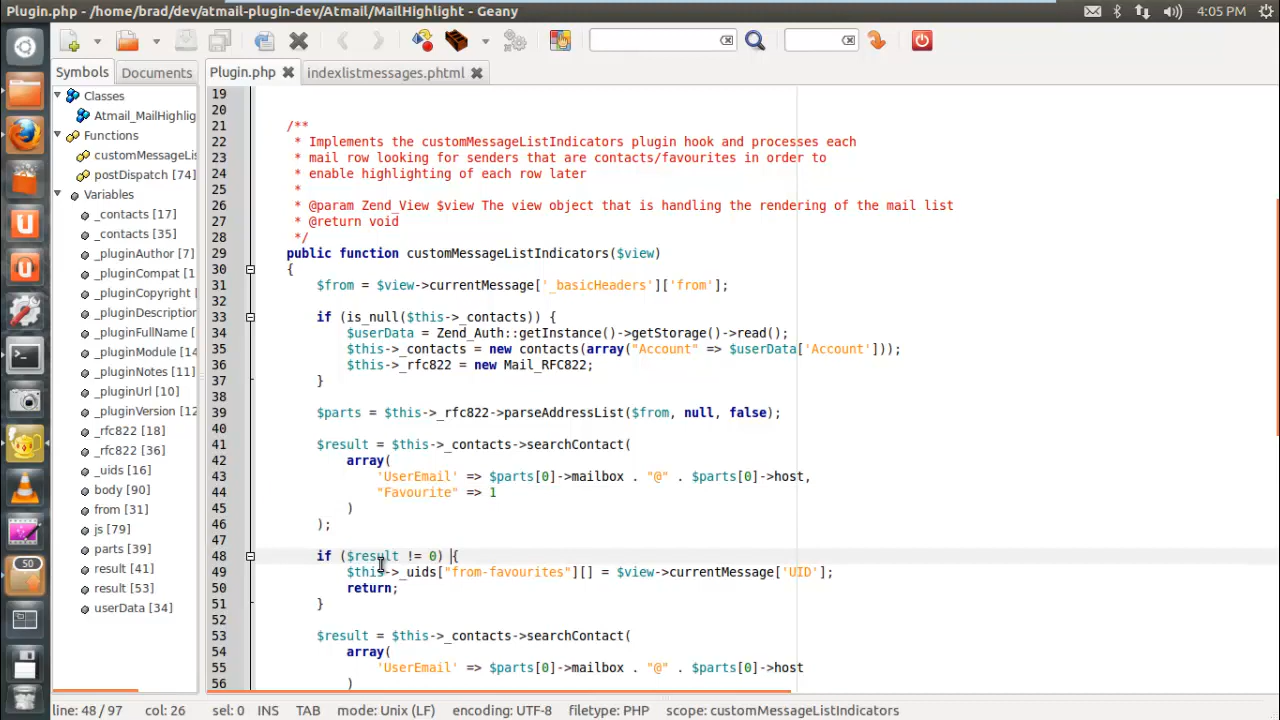 Plugin.php - /home/brad/dev/atmail-plugin-dev/Atmail/MailHighlight - Geany
4:05 PM
Symbols
Documents
Plugin.php
indexlistmessages.phtml
Classes
Atmail_MailHighlig
Functions
customMessageLis
postDispatch [74]
Variables
_contacts [17]
_contacts [35]
_pluginAuthor [7]
_pluginCompat [1
_pluginCopyright
_pluginDescription
_pluginFullName [
_pluginModule [14
_pluginNotes [11]
_pluginUrl [10]
_pluginVersion [12
_rfc822 [18]
_rfc822 [36]
_uids [16]
body [90]
from [31]
js [79]
parts [39]
result [41]
result [53]
userData [34]
50
19
20
21 /**
22 * Implements the customMessageListIndicators plugin hook and processes each
23 * mail row looking for senders that are contacts/favourites in order to
24 * enable highlighting of each row later
25 *
26 * @param Zend_View $view The view object that is handling the rendering of the mail list
27 * @return void
28 */
29 public function customMessageListIndicators($view)
30 {
31 $from = $view->currentMessage['_basicHeaders']['from'];
32
33 if (is_null($this->_contacts)) {
34 $userData = Zend_Auth::getInstance()->getStorage()->read();
35 $this->_contacts = new contacts(array("Account" => $userData['Account']));
36 $this->_rfc822 = new Mail_RFC822;
37 }
38
39 $parts = $this->_rfc822->parseAddressList($from, null, false);
40
41 $result = $this->_contacts->searchContact(
42 array(
43 'UserEmail' => $parts[0]->mailbox . "@" . $parts[0]->host,
44 "Favourite" => 1
45 )
46 );
47
48 if ($result != 0) {
49 $this->_uids["from-favourites"][] = $view->currentMessage['UID'];
50 return;
51 }
52
53 $result = $this->_contacts->searchContact(
54 array(
55 'UserEmail' => $parts[0]->mailbox . "@" . $parts[0]->host
56 )
line: 48 / 97 col: 26 sel: 0 INS TAB mode: Unix (LF) encoding: UTF-8 filetype: PHP scope: customMessageListIndicators